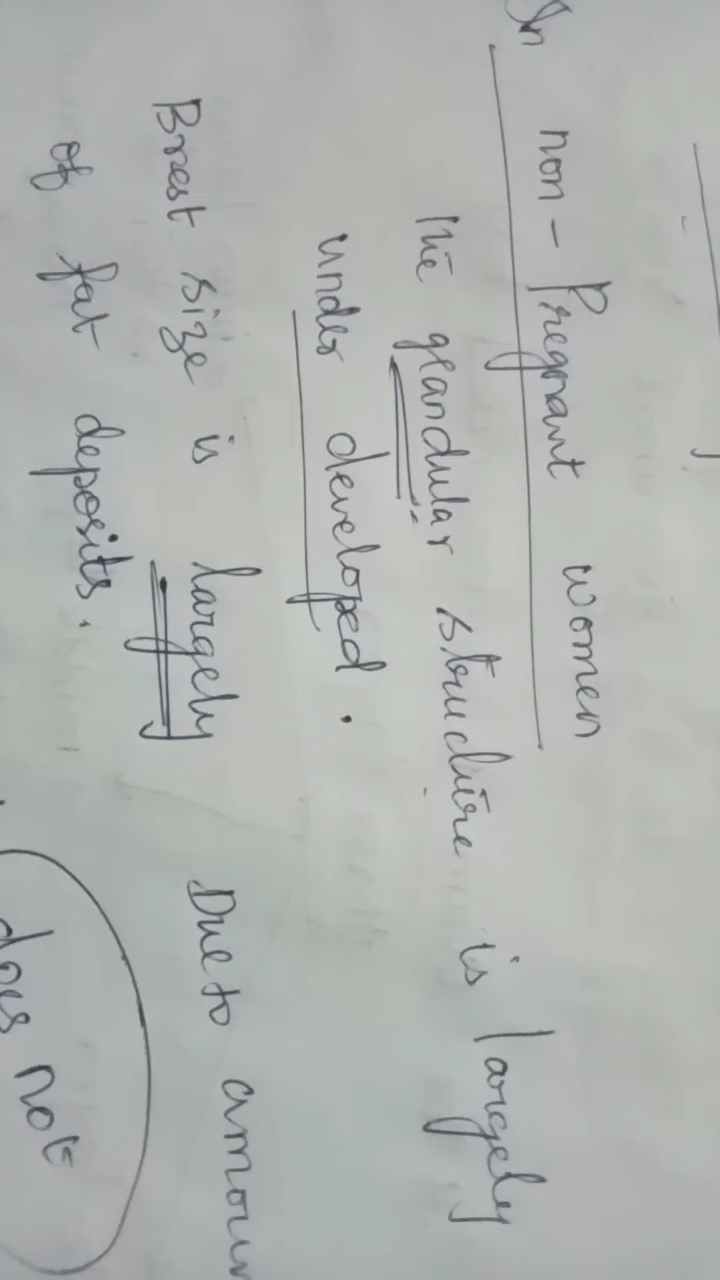 In non-Pregnant women
The glandular structure is largely
under developed.
Brest size is largely Due to amoun
of fat deposits.
does not